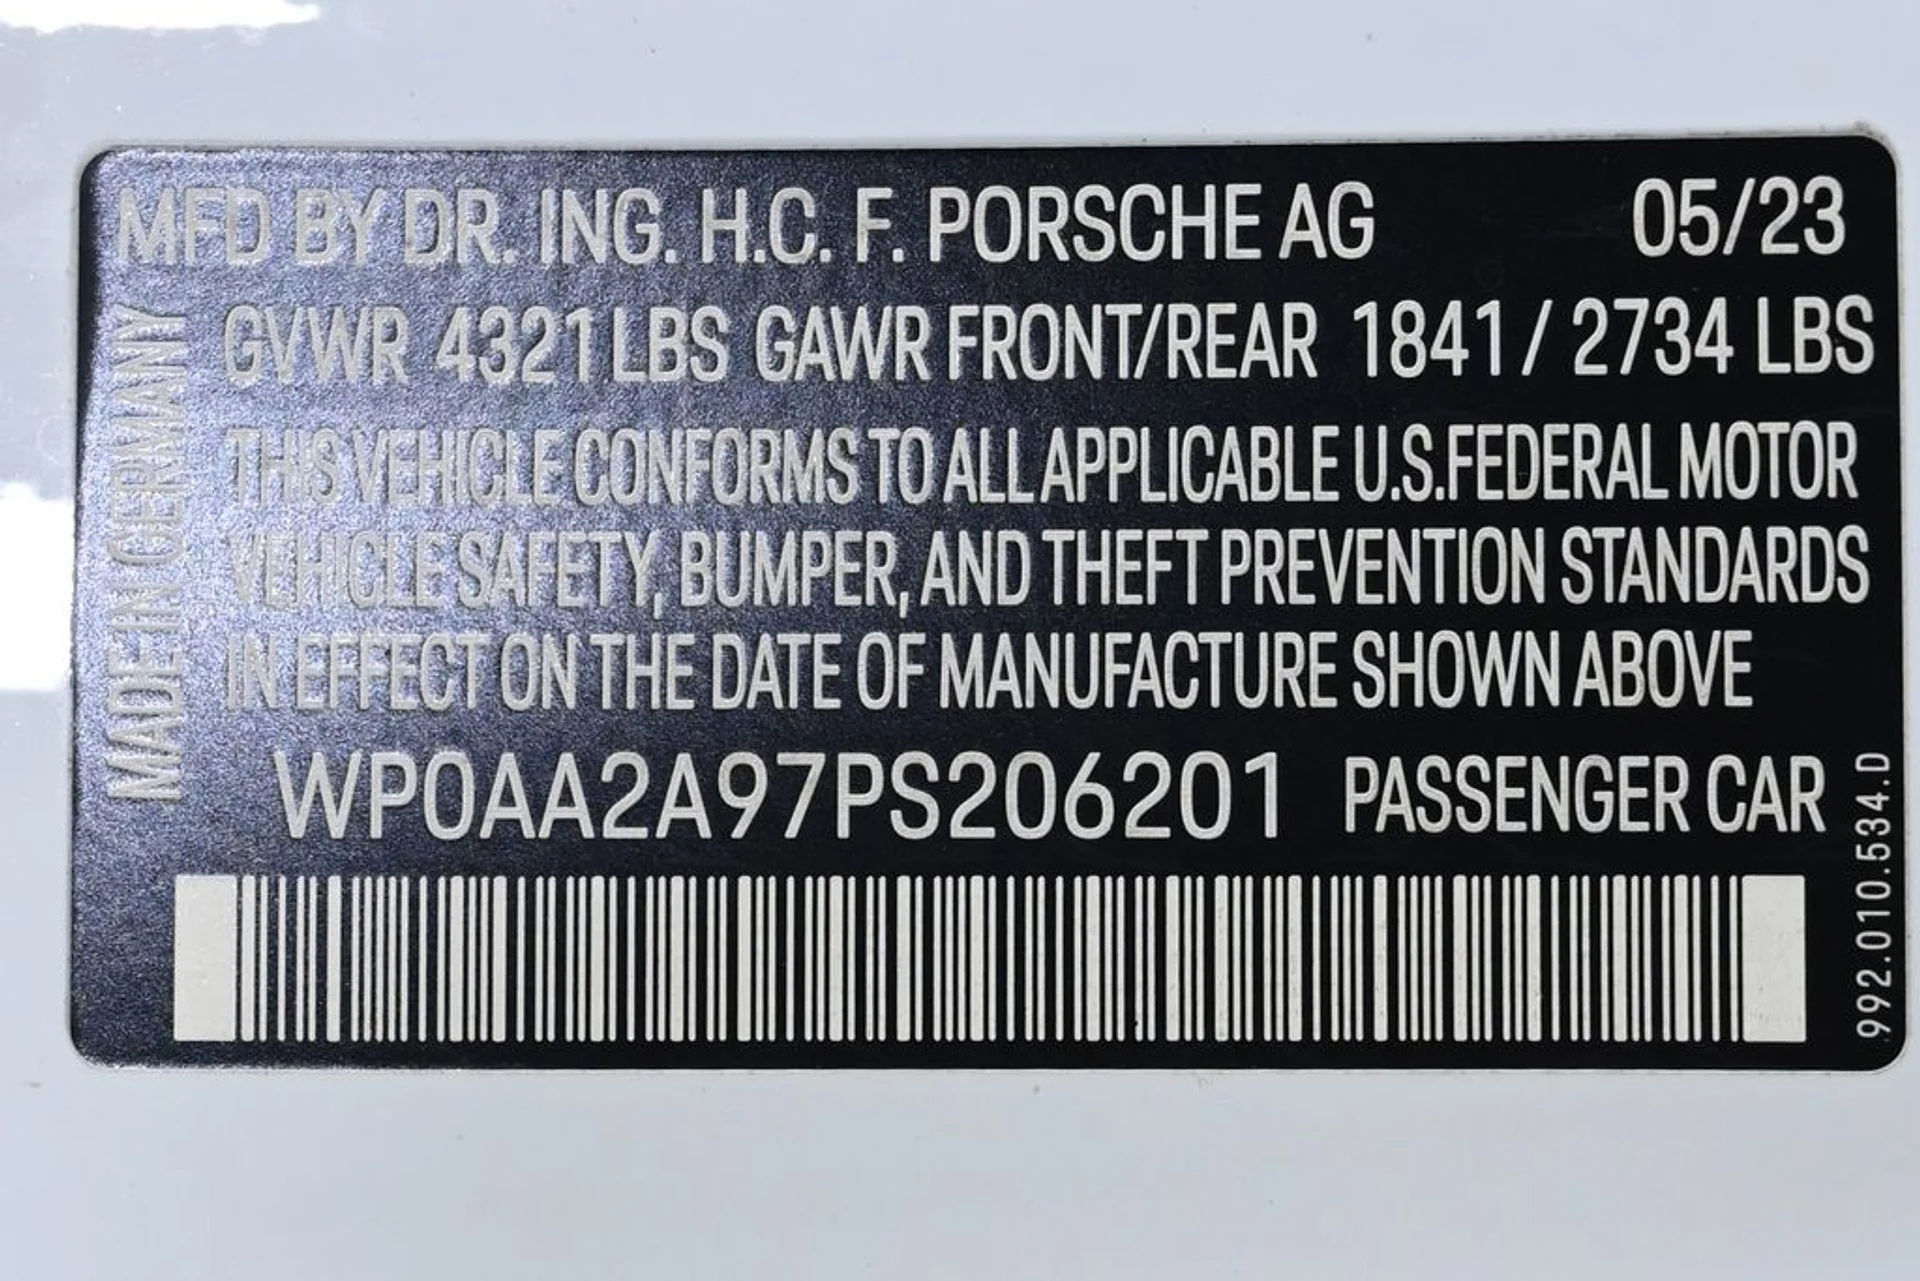 MFD BY DR. ING. H.C. F. PORSCHE AG 05/23
GVWR 4321 LBS GAWR FRONT/REAR 1841 / 2734 LBS
THIS VEHICLE CONFORMS TO ALL APPLICABLE U.S.FEDERAL MOTOR
VEHICLE SAFETY, BUMPER, AND THEFT PREVENTION STANDARDS
IN EFFECT ON THE DATE OF MANUFACTURE SHOWN ABOVE
WP0AA2A97PS206201 PASSENGER CAR
MADE IN GERMANY
992.010.534.D